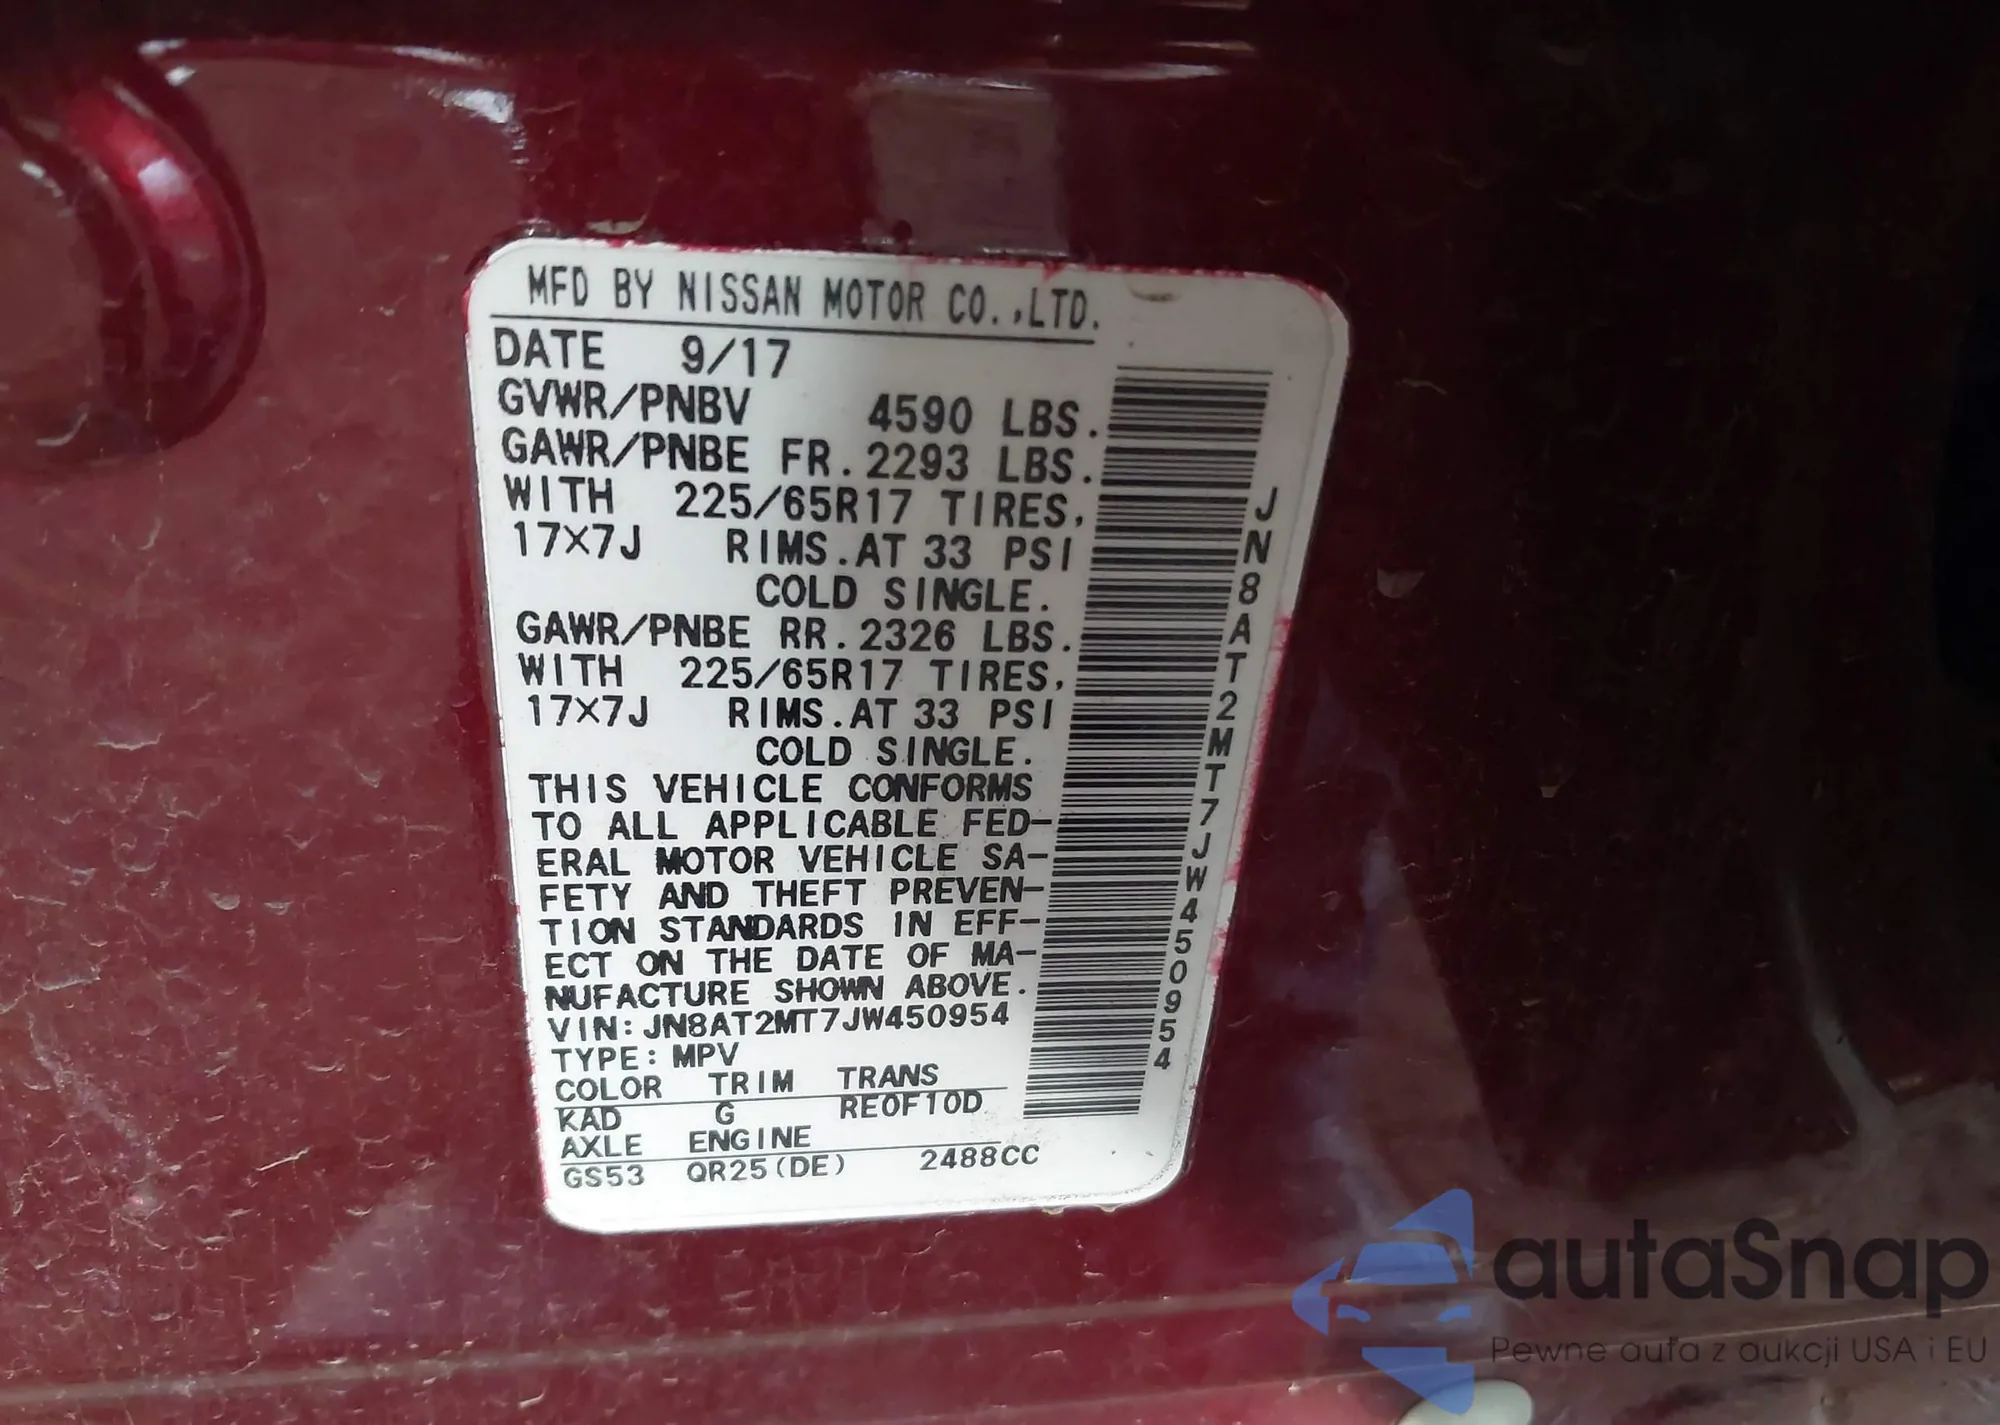 MFD BY NISSAN MOTOR CO.,LTD.
DATE 9/17
GVWR/PNBV 4590 LBS.
GAWR/PNBE FR.2293 LBS.
WITH 225/65R17 TIRES,
17×7J RIMS.AT 33 PSI
COLD SINGLE.
GAWR/PNBE RR.2326 LBS.
WITH 225/65R17 TIRES,
17×7J RIMS.AT 33 PSI
COLD SINGLE.
THIS VEHICLE CONFORMS
TO ALL APPLICABLE FED-
ERAL MOTOR VEHICLE SA-
FETY AND THEFT PREVEN-
TION STANDARDS IN EFF-
ECT ON THE DATE OF MA-
NUFACTURE SHOWN ABOVE.
VIN: JN8AT2MT7JW450954
TYPE: MPV
COLOR TRIM TRANS
KAD G RE0F10D
AXLE ENGINE
GS53 QR25(DE) 2488CC
JN8AT2MT7JW450954
autaSnap
Pewne auta z aukcji USA i EU